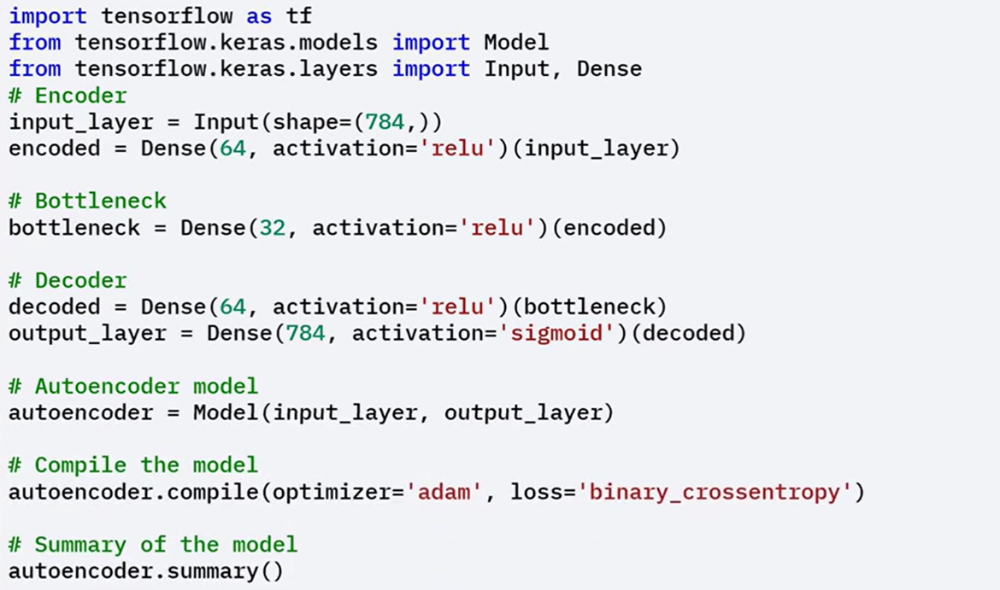 import tensorflow as tf
from tensorflow.keras.models import Model
from tensorflow.keras.layers import Input, Dense
# Encoder
input_layer = Input(shape=(784,))
encoded = Dense(64, activation='relu')(input_layer)
# Bottleneck
bottleneck = Dense(32, activation='relu')(encoded)
# Decoder
decoded = Dense(64, activation='relu')(bottleneck)
output_layer = Dense(784, activation='sigmoid')(decoded)
# Autoencoder model
autoencoder = Model(input_layer, output_layer)
# Compile the model
autoencoder.compile(optimizer='adam', loss='binary_crossentropy')
# Summary of the model
autoencoder.summary()